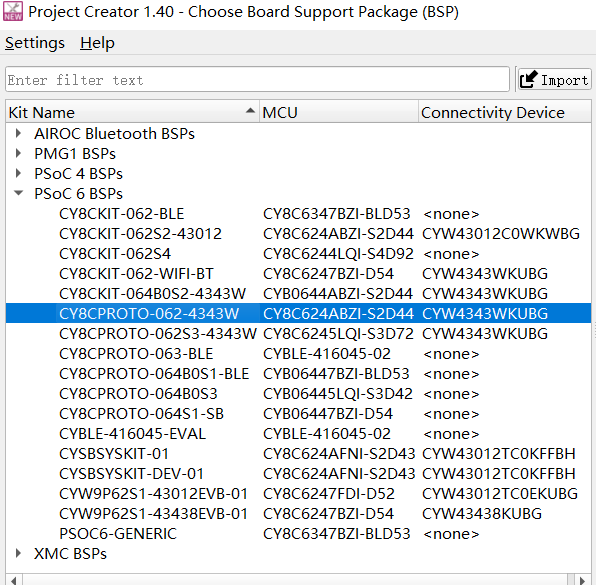 NEW Project Creator 1.40 - Choose Board Support Package (BSP)
Settings Help
Enter filter text Import
Kit Name MCU Connectivity Device
AIROC Bluetooth BSPs
PMG1 BSPs
PSoC 4 BSPs
PSoC 6 BSPs
CY8CKIT-062-BLE CY8C6347BZI-BLD53 <none>
CY8CKIT-062S2-43012 CY8C624ABZI-S2D44 CYW43012C0WKWBG
CY8CKIT-062S4 CY8C6244LQI-S4D92 <none>
CY8CKIT-062-WIFI-BT CY8C6247BZI-D54 CYW4343WKUBG
CY8CKIT-064B0S2-4343W CYB0644ABZI-S2D44 CYW4343WKUBG
CY8CPROTO-062-4343W CY8C624ABZI-S2D44 CYW4343WKUBG
CY8CPROTO-062S3-4343W CY8C6245LQI-S3D72 CYW4343WKUBG
CY8CPROTO-063-BLE CYBLE-416045-02 <none>
CY8CPROTO-064B0S1-BLE CYB06447BZI-BLD53 <none>
CY8CPROTO-064B0S3 CYB06445LQI-S3D42 <none>
CY8CPROTO-064S1-SB CYB06447BZI-D54 <none>
CYBLE-416045-EVAL CYBLE-416045-02 <none>
CYSBSYSKIT-01 CY8C624AFNI-S2D43 CYW43012TC0KFFBH
CYSBSYSKIT-DEV-01 CY8C624AFNI-S2D43 CYW43012TC0KFFBH
CYW9P62S1-43012EVB-01 CY8C6247FDI-D52 CYW43012TC0EKUBG
CYW9P62S1-43438EVB-01 CY8C6247BZI-D54 CYW43438KUBG
PSOC6-GENERIC CY8C6347BZI-BLD53 <none>
XMC BSPs